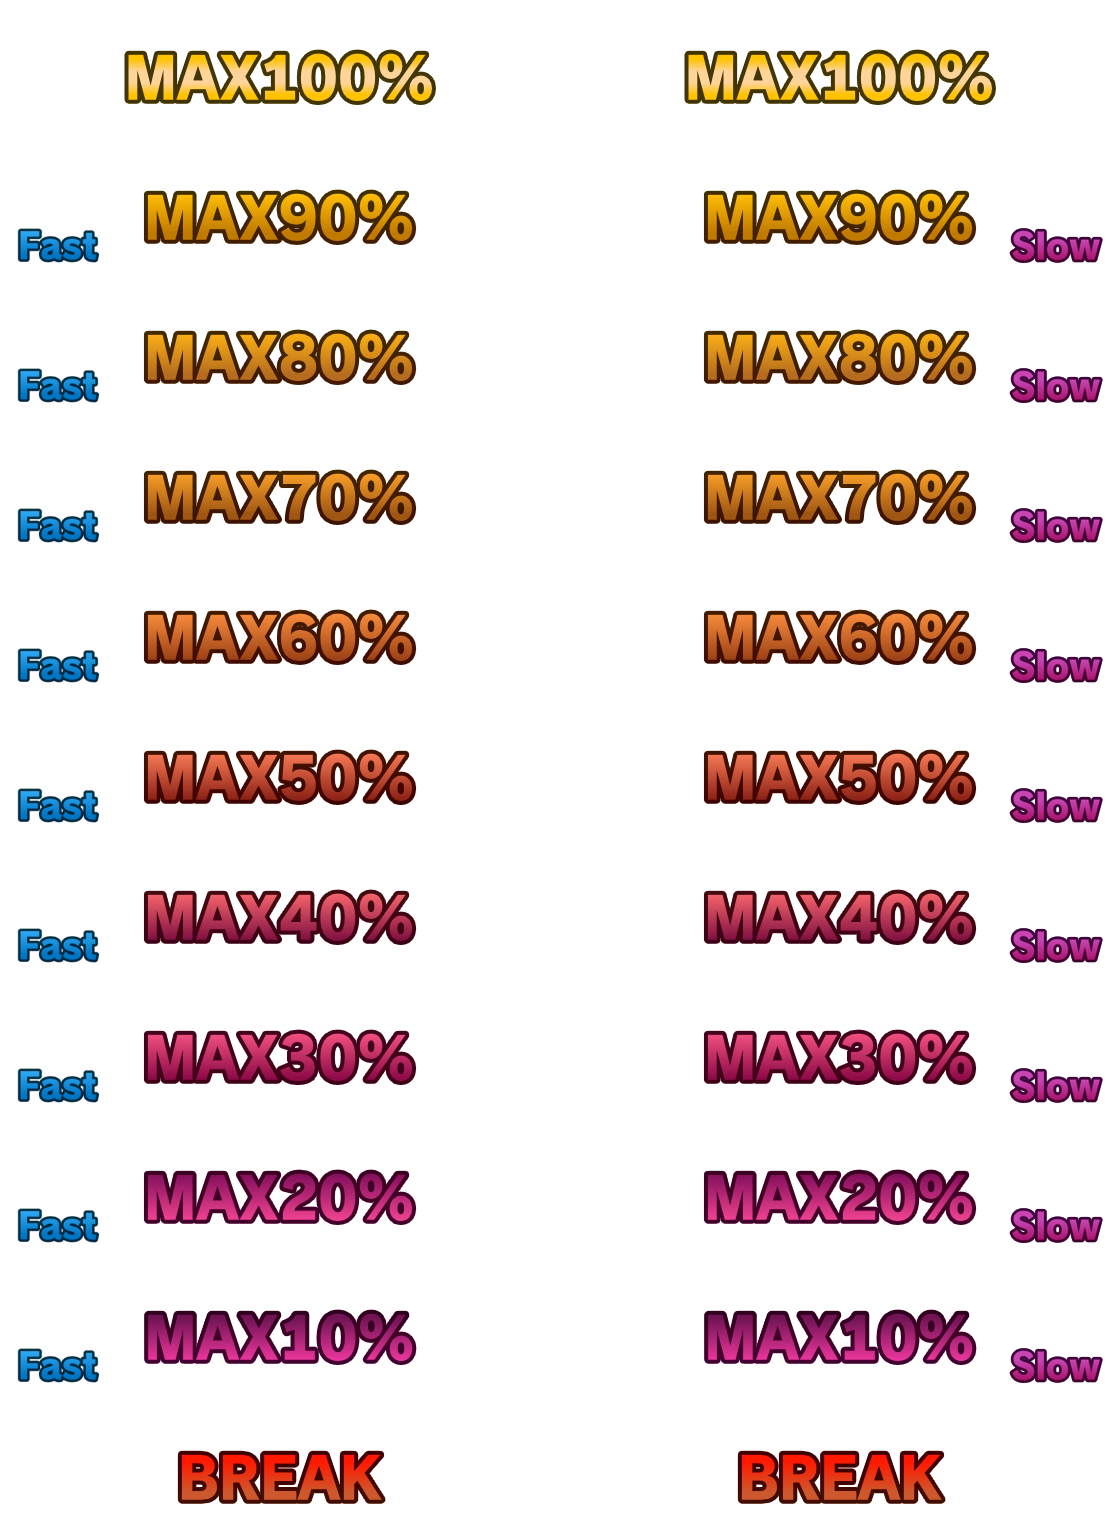 MAX100% MAX100%
Fast MAX90% MAX90% Slow
Fast MAX80% MAX80% Slow
Fast MAX70% MAX70% Slow
Fast MAX60% MAX60% Slow
Fast MAX50% MAX50% Slow
Fast MAX40% MAX40% Slow
Fast MAX30% MAX30% Slow
Fast MAX20% MAX20% Slow
Fast MAX10% MAX10% Slow
BREAK BREAK